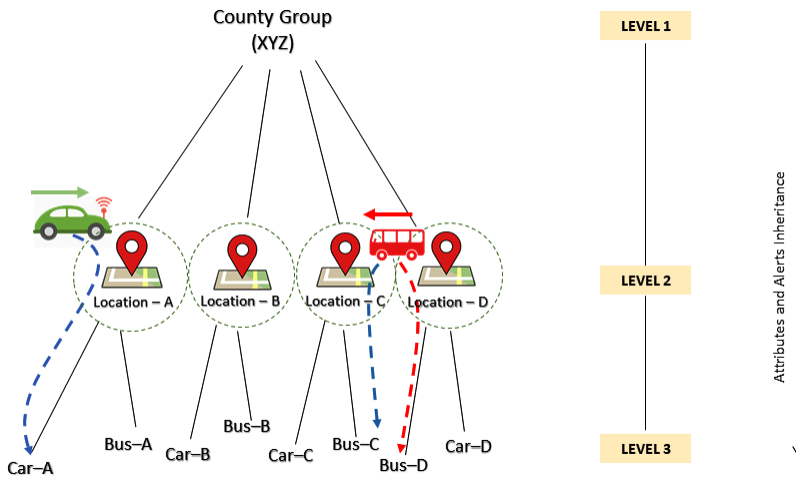 County Group
(XYZ)
LEVEL 1
Attributes and Alerts Inheritance
Location – A
Location – B
Location – C
Location – D
LEVEL 2
Car–A
Bus–A
Car–B
Bus–B
Car–C
Bus–C
Bus–D
Car–D
LEVEL 3